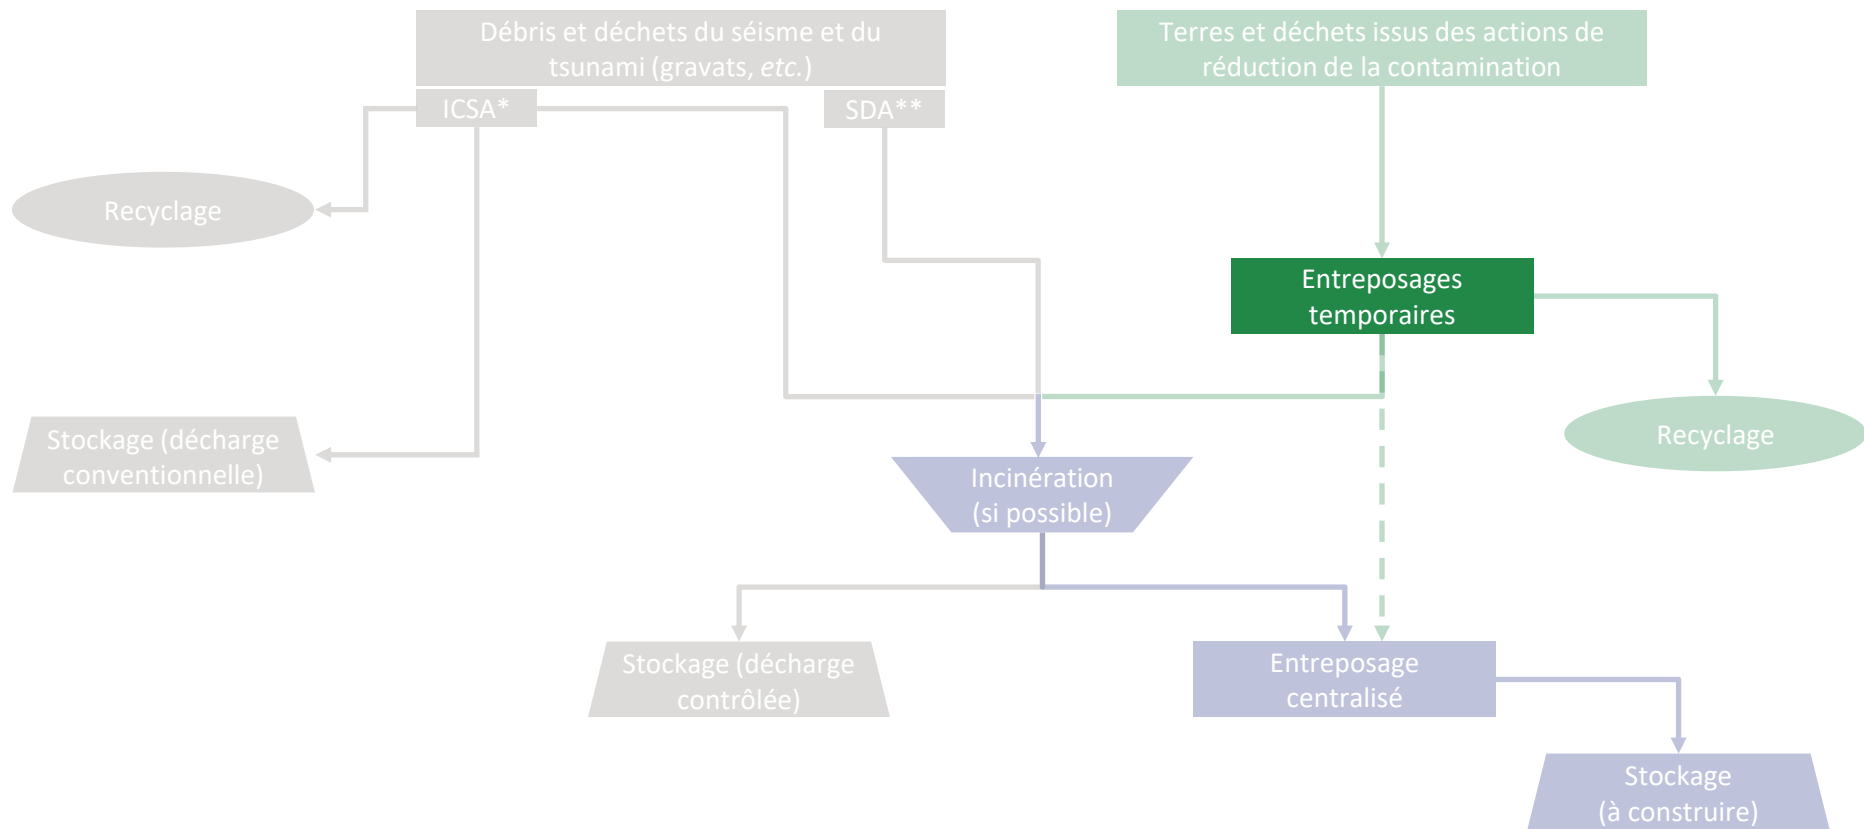 Débris et déchets du séisme et du
tsunami (gravats, etc.)
Terres et déchets issus des actions de
réduction de la contamination
ICSA*
SDA**
Recyclage
Entreposages
temporaires
Stockage (décharge
conventionnelle)
Recyclage
Incinération
(si possible)
Stockage (décharge
contrôlée)
Entreposage
centralisé
Stockage
(à construire)